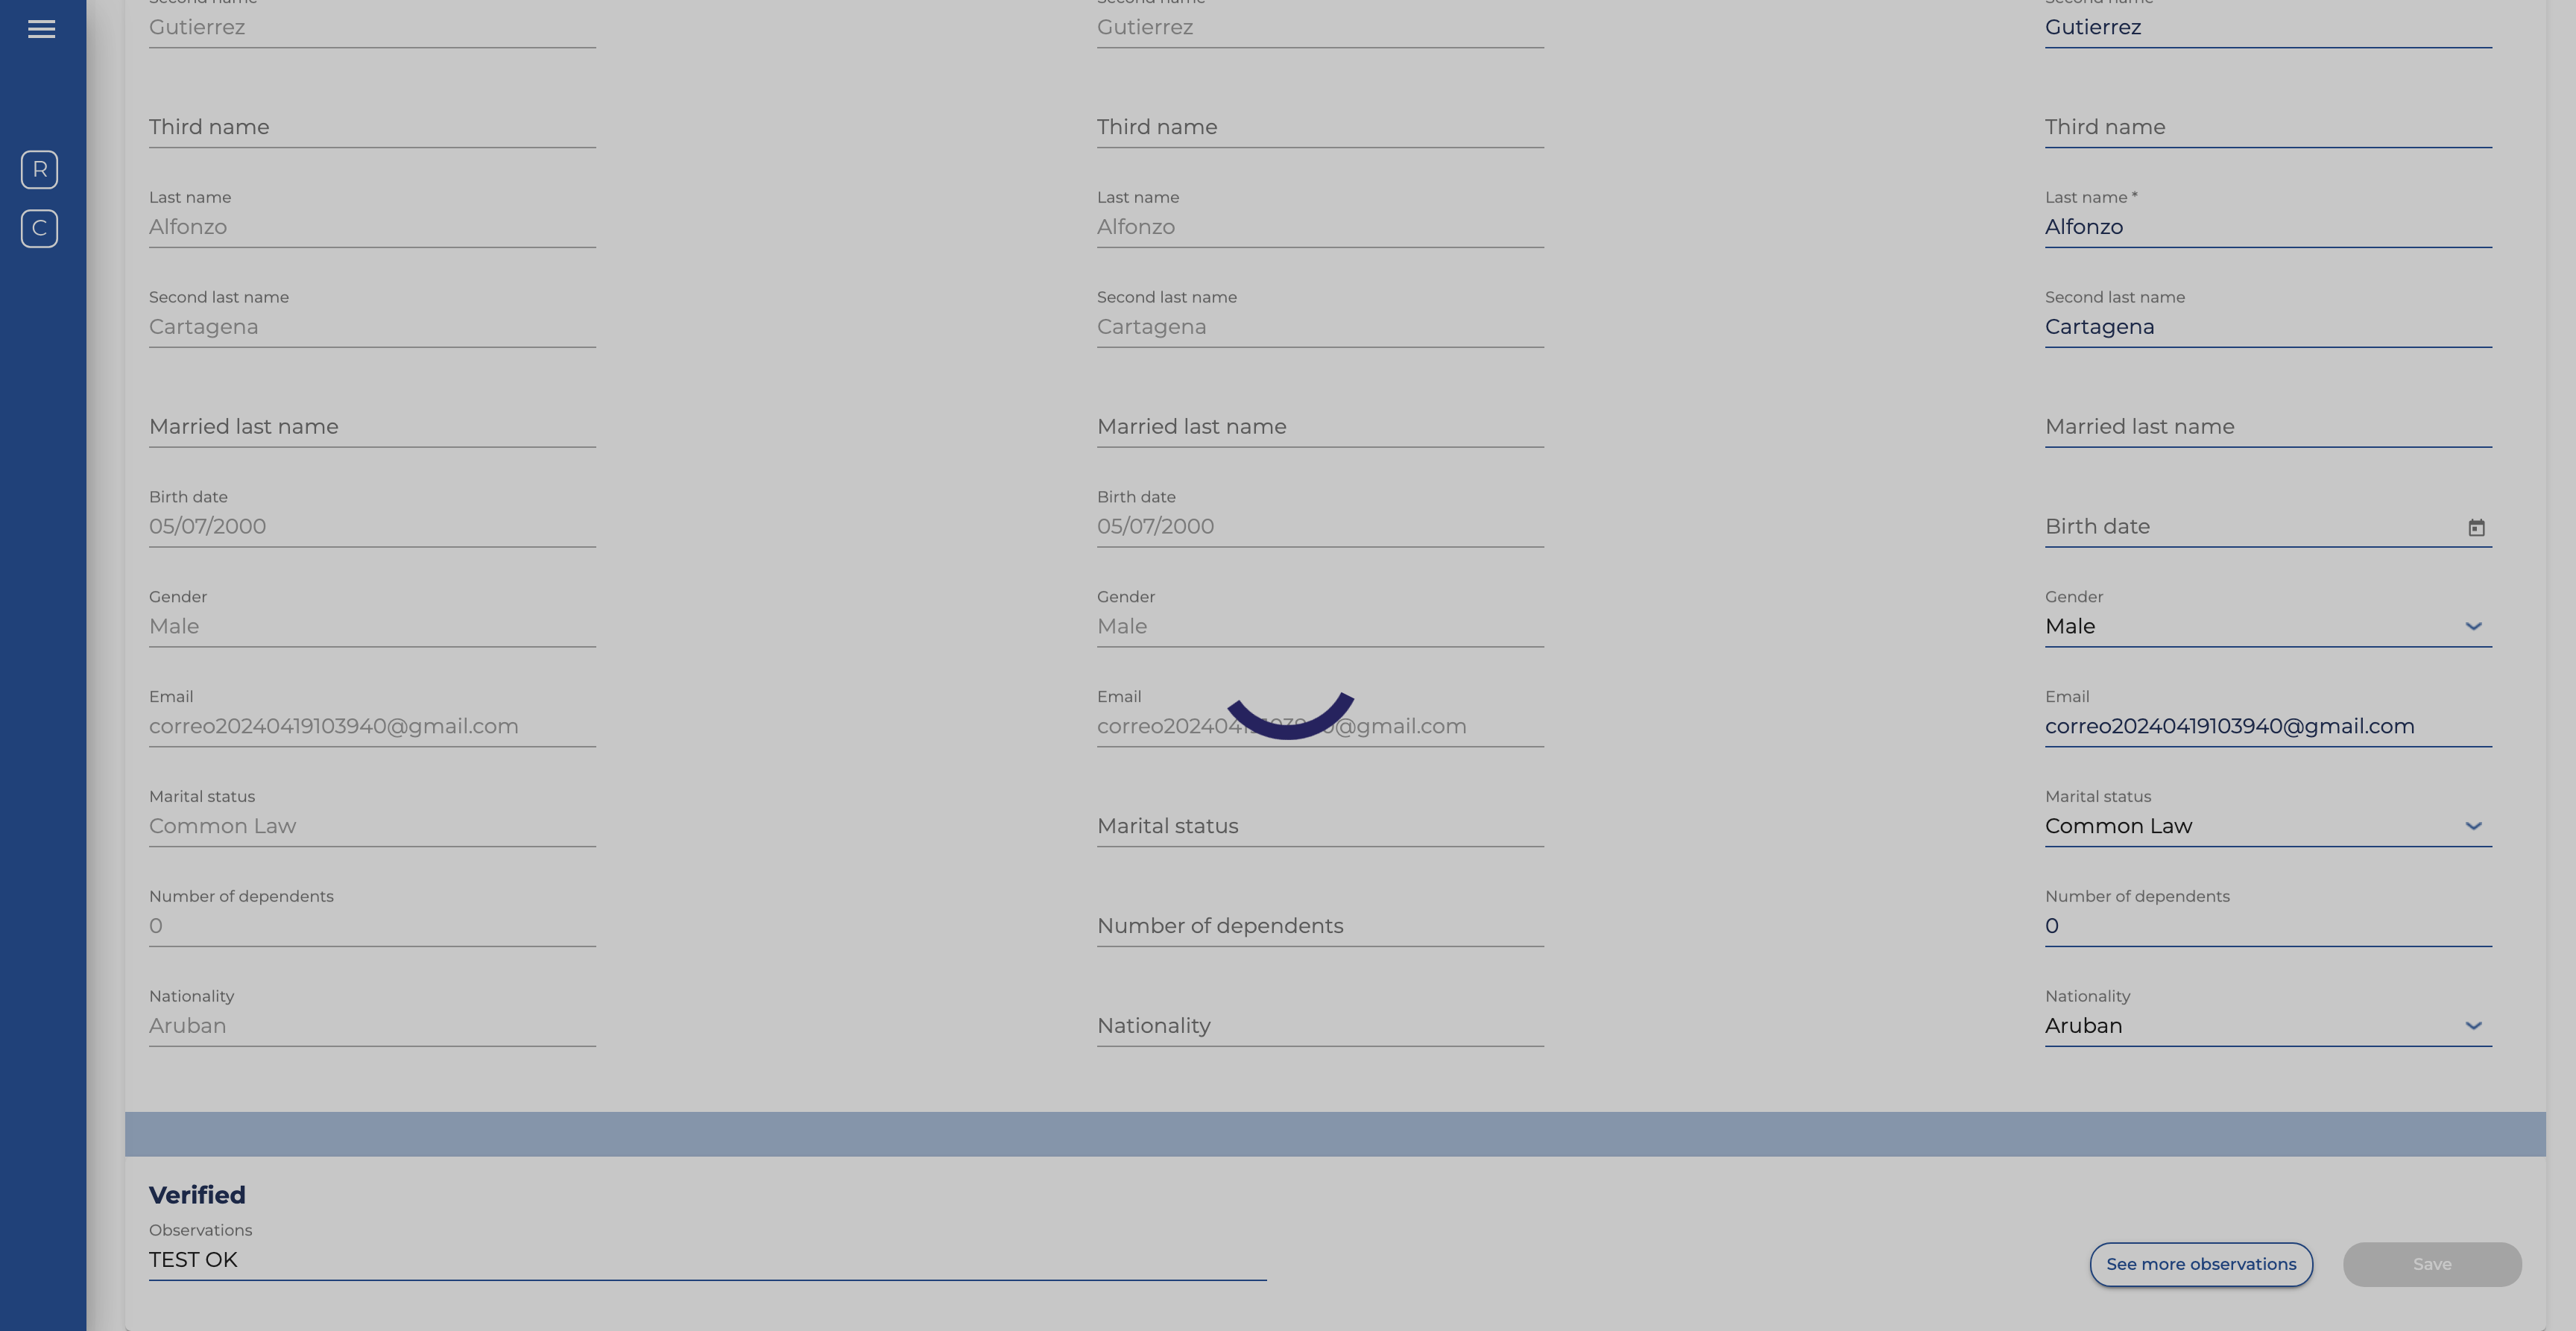 Gutierrez Gutierrez Gutierrez
R
Third name Third name Third name
Last name Last name Last name *
C
Alfonzo Alfonzo Alfonzo
Second last name Second last name Second last name
Cartagena Cartagena Cartagena
Married last name Married last name Married last name
Birth date Birth date
05/07/2000 05/07/2000 Birth date
Gender Gender Gender
Male Male Male
Email Email Email
correo20240419103940@gmail.com @gmail.com correo20240419103940@gmail.com
Marital status Marital status
Common Law Marital status Common Law
Number of dependents Number of dependents
0 Number of dependents 0
Nationality Nationality
Aruban Nationality Aruban
Verified
Observations
TEST OK
See more observations Save